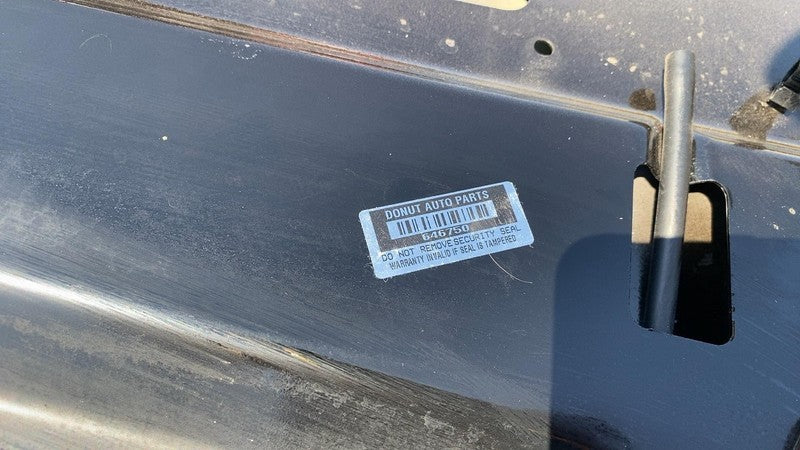 DONUT AUTO PARTS
646750
DO NOT REMOVE SECURITY SEAL
WARRANTY INVALID IF SEAL IS TAMPERED